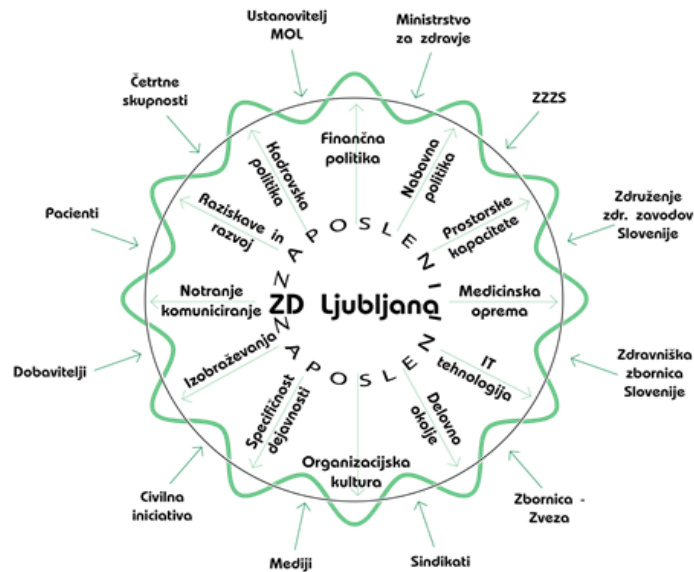 Ustanovitelj
MOL
Ministrstvo
za zdravje
ZZZS
Združenje
zdr. zavodov
Slovenije
Zdravniška
zbornica
Slovenije
Zbornica -
Zveza
Sindikati
Mediji
Civilna
iniciativa
Dobavitelji
Pacienti
Četrtne
skupnosti
Finančna
politika
Nabavna
politika
Prostorske
kapacitete
Medicinska
oprema
IT
tehnologija
Delovno
okolje
Organizacijska
kultura
Specifičnost
dejavnosti
Izobraževanja
Notranje
komuniciranje
Raziskave in
razvoj
Kadrovska
politika
ZAPOSLENI
ZD Ljubljana
ZAPOSLENI